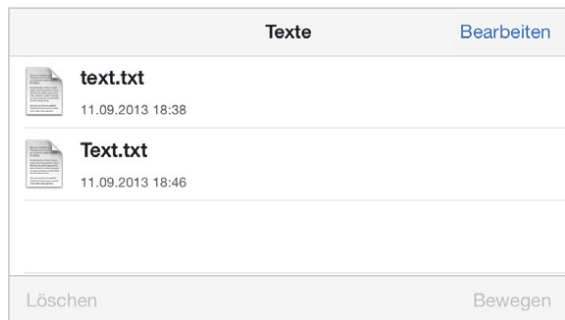 Texte
Bearbeiten
text.txt
11.09.2013 18:38
Text.txt
11.09.2013 18:46
Löschen
Bewegen